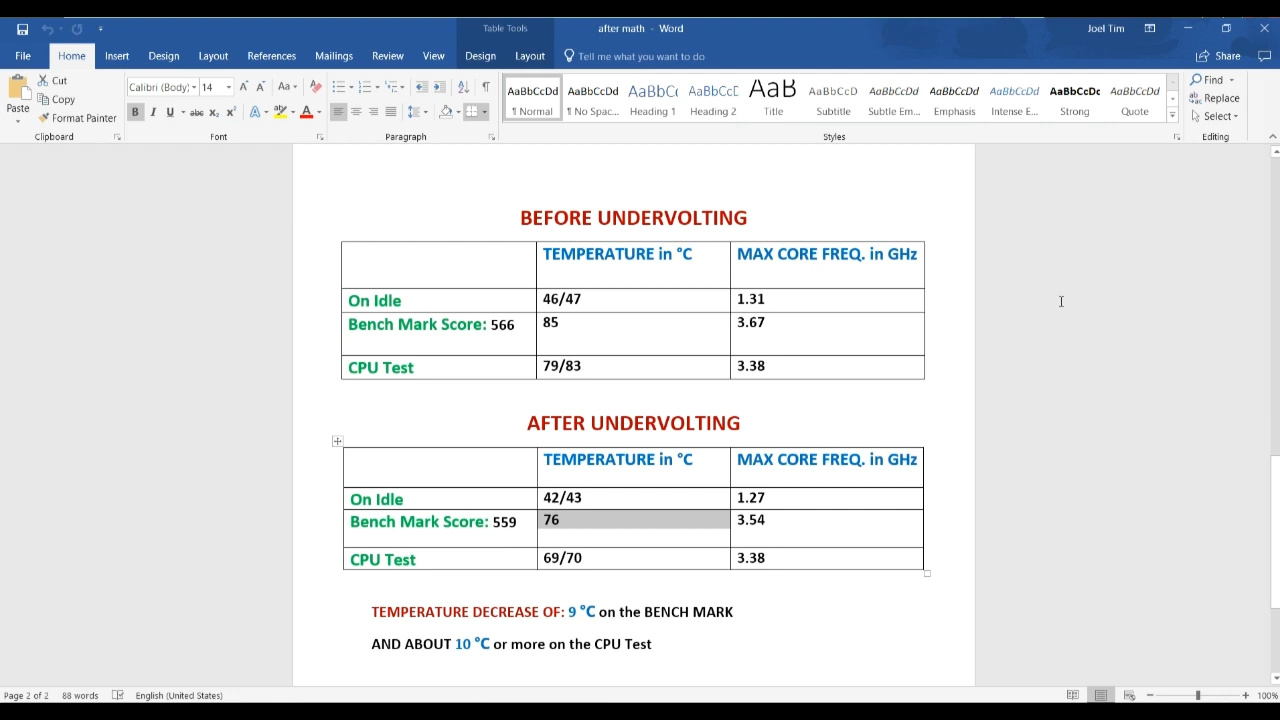 Table Tools
after math - Word
Joel Tim
File Home Insert Design Layout References Mailings Review View Design Layout Tell me what you want to do Share
Paste
Cut
Copy
Format Painter
Calibri (Body) 14
AaBbCcDd AaBbCcDd AaBbC( AaBbCcE AaB AaBbCcD AaBbCcDd AaBbCcDd AaBbCcDd AaBbCcDc AaBbCcDd
¶ Normal ¶ No Spac... Heading 1 Heading 2 Title Subtitle Subtle Em... Emphasis Intense E... Strong Quote
Find
Replace
Select
Clipboard Font Paragraph Styles Editing
BEFORE UNDERVOLTING
TEMPERATURE in °C MAX CORE FREQ. in GHz
On Idle 46/47 1.31
Bench Mark Score: 566 85 3.67
CPU Test 79/83 3.38
AFTER UNDERVOLTING
TEMPERATURE in °C MAX CORE FREQ. in GHz
On Idle 42/43 1.27
Bench Mark Score: 559 76 3.54
CPU Test 69/70 3.38
TEMPERATURE DECREASE OF: 9 °C on the BENCH MARK
AND ABOUT 10 °C or more on the CPU Test
Page 2 of 2 88 words English (United States) 100%